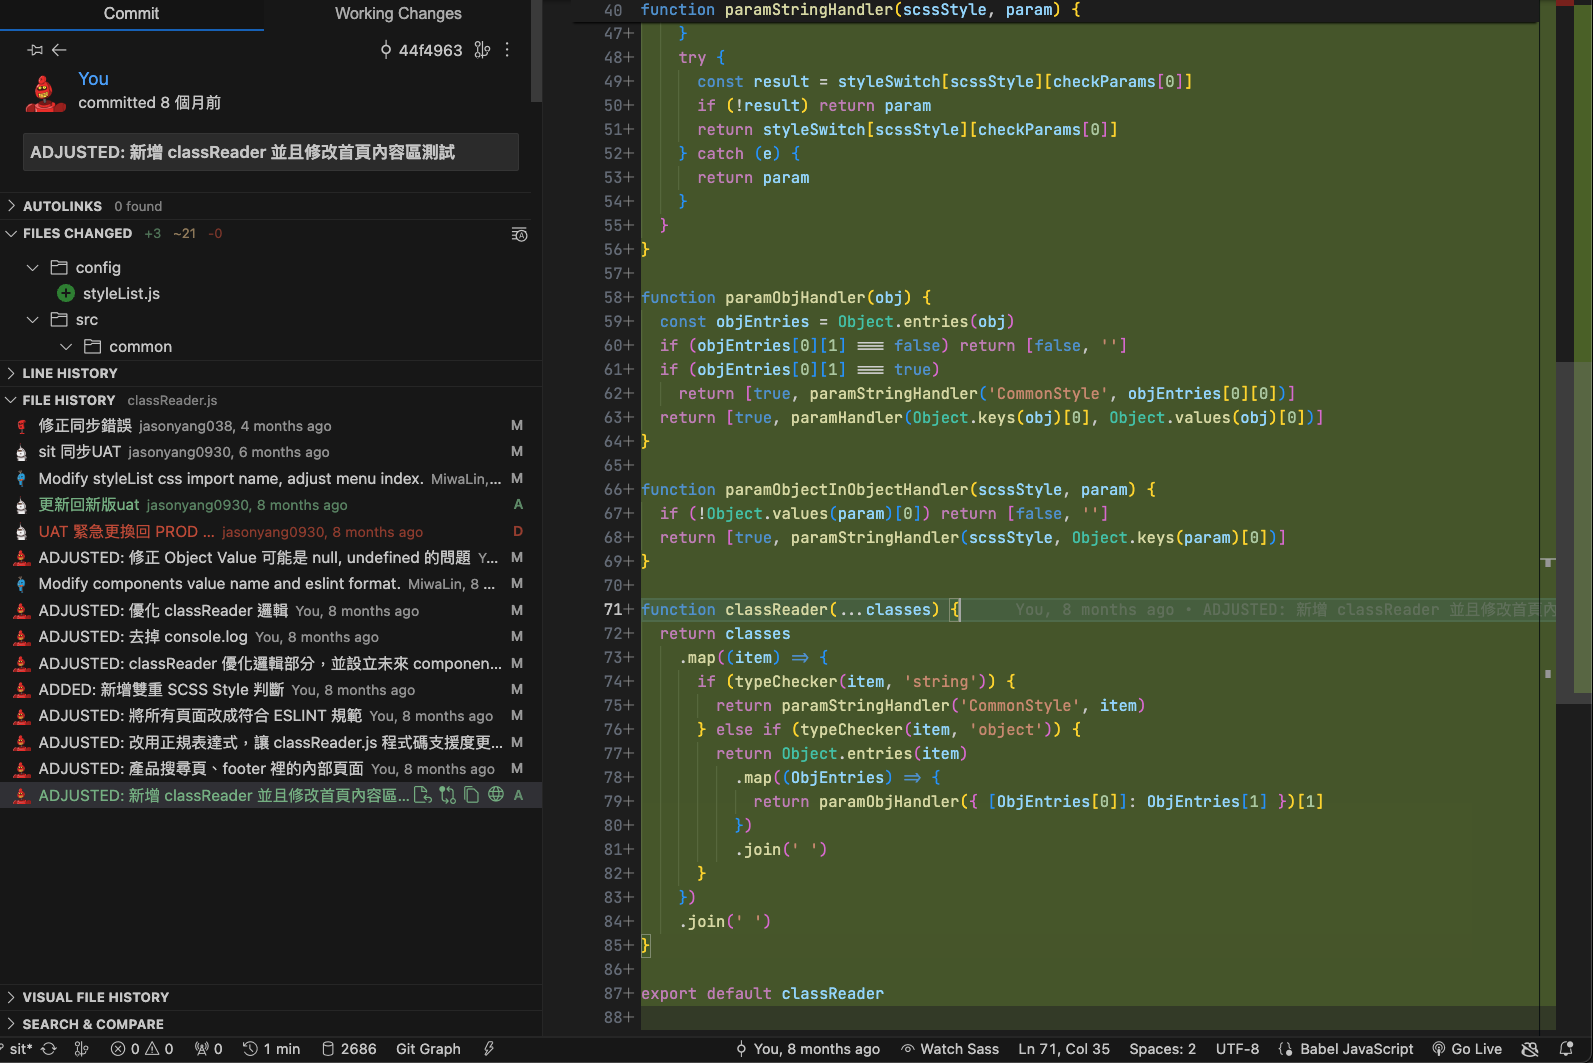 Commit
Working Changes
44f4963
You
committed 8 個月前
ADJUSTED: 新增 classReader 並且修改首頁內容區測試
AUTOLINKS 0 found
FILES CHANGED +3 ~21 -0
config
styleList.js
src
common
LINE HISTORY
FILE HISTORY classReader.js
修正同步錯誤 jasonyang038, 4 months ago M
sit 同步UAT jasonyang0930, 6 months ago M
Modify styleList css import name, adjust menu index. MiwaLin,... M
更新回新版uat jasonyang0930, 8 months ago A
UAT 緊急更換回 PROD ... jasonyang0930, 8 months ago D
ADJUSTED: 修正 Object Value 可能是 null, undefined 的問題 Y... M
Modify components value name and eslint format. MiwaLin, 8 ... M
ADJUSTED: 優化 classReader 邏輯 You, 8 months ago M
ADJUSTED: 去掉 console.log You, 8 months ago M
ADJUSTED: classReader 優化邏輯部分，並設立未來 componen... M
ADDED: 新增雙重 SCSS Style 判斷 You, 8 months ago M
ADJUSTED: 將所有頁面改成符合 ESLINT 規範 You, 8 months ago M
ADJUSTED: 改用正規表達式，讓 classReader.js 程式碼支援度更... M
ADJUSTED: 產品搜尋頁、footer 裡的內部頁面 You, 8 months ago M
ADJUSTED: 新增 classReader 並且修改首頁內容區... A
VISUAL FILE HISTORY
SEARCH & COMPARE
40 function paramStringHandler(scssStyle, param) {
47+ }
48+ try {
49+ const result = styleSwitch[scssStyle][checkParams[0]]
50+ if (!result) return param
51+ return styleSwitch[scssStyle][checkParams[0]]
52+ } catch (e) {
53+ return param
54+ }
55+ }
56+ }
57+
58+ function paramObjHandler(obj) {
59+ const objEntries = Object.entries(obj)
60+ if (objEntries[0][1] === false) return [false, '']
61+ if (objEntries[0][1] === true)
62+ return [true, paramStringHandler('CommonStyle', objEntries[0][0])]
63+ return [true, paramHandler(Object.keys(obj)[0], Object.values(obj)[0])]
64+ }
65+
66+ function paramObjectInObjectHandler(scssStyle, param) {
67+ if (!Object.values(param)[0]) return [false, '']
68+ return [true, paramStringHandler(scssStyle, Object.keys(param)[0])]
69+ }
70+
71+ function classReader(...classes) { You, 8 months ago • ADJUSTED: 新增 classReader 並且修改首頁內
72+ return classes
73+ .map((item) => {
74+ if (typeChecker(item, 'string')) {
75+ return paramStringHandler('CommonStyle', item)
76+ } else if (typeChecker(item, 'object')) {
77+ return Object.entries(item)
78+ .map((ObjEntries) => {
79+ return paramObjHandler({ [ObjEntries[0]]: ObjEntries[1] })[1]
80+ })
81+ .join(' ')
82+ }
83+ })
84+ .join(' ')
85+ }
86+
87+ export default classReader
88+
sit* 0 0 0 1 min 2686 Git Graph You, 8 months ago Watch Sass Ln 71, Col 35 Spaces: 2 UTF-8 Babel JavaScript Go Live